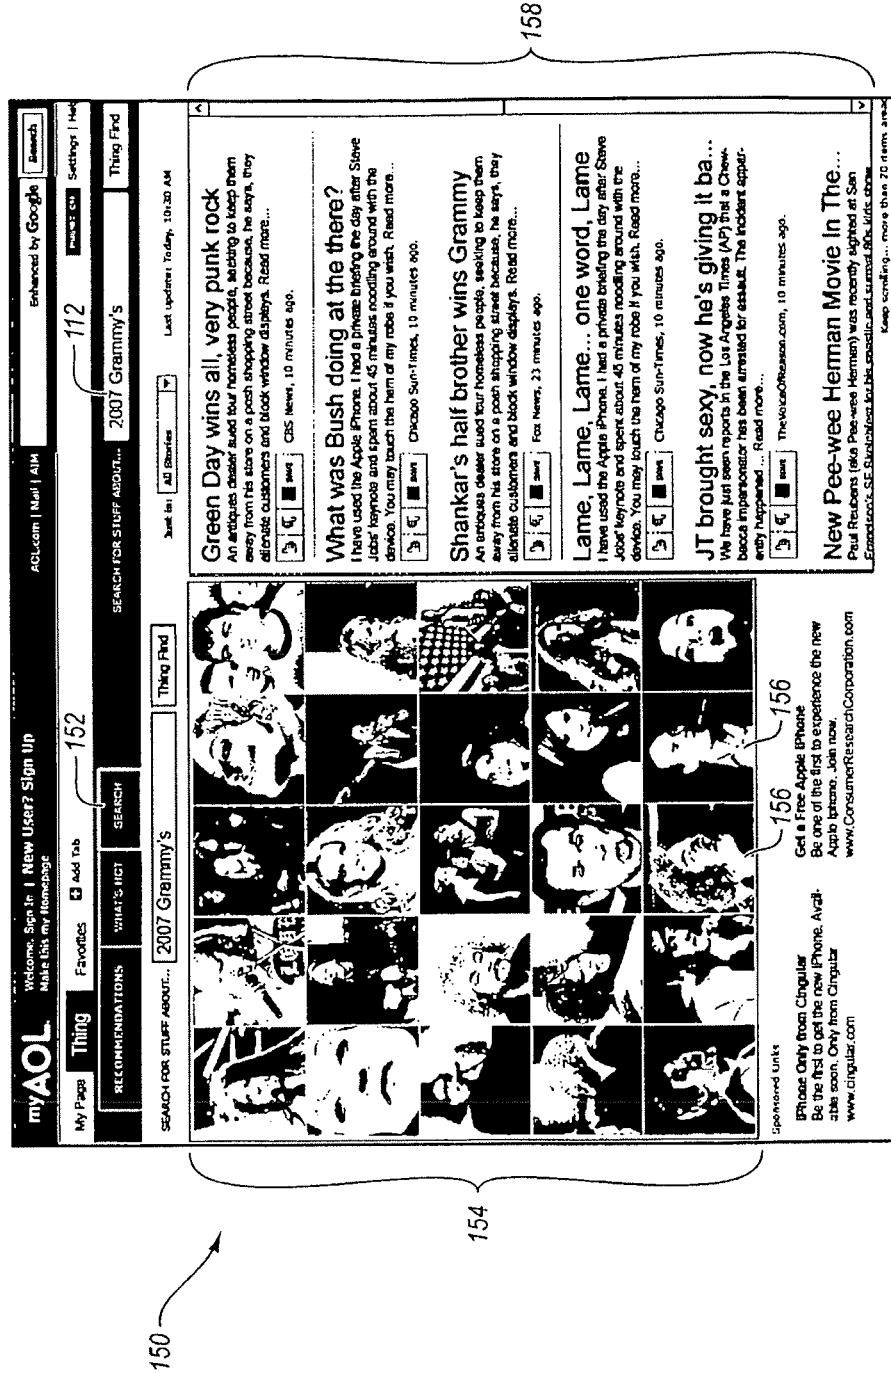 myAOL
Welcome, Sign In | New User? Sign Up
Make this my Homepage
AOL.com | Mail | AIM
Enhanced by Google
Search
My Page
Thing
Favorites
Add Tab
Settings | Hel
RECOMMENDATIONS
WHAT'S HOT
SEARCH
152
SEARCH FOR STUFF ABOUT...
2007 Grammy's
Thing Find
112
SEARCH FOR STUFF ABOUT...
2007 Grammy's
Thing Find
Just in:
All Stories
Last update: Today, 10:20 AM
150
154
156
156
158
Sponsored Links
iPhone Only from Cingular
Be the first to get the new iPhone. Avail-
able soon. Only from Cingular
www.cingular.com
Get a Free Apple iPhone
Be one of the first to experience the new
Apple Iphone. Join now.
www.ConsumerResearchCorporation.com
Green Day wins all, very punk rock
An antiques dealer sued four homeless people, seeking to keep them
away from his store on a posh shopping street because, he says, they
alienate customers and block window displays. Read more...
SAVE
CBS News, 10 minutes ago.
What was Bush doing at the there?
I have used the Apple iPhone. I had a private briefing the day after Steve
Jobs' keynote and spent about 45 minutes noodling around with the
device. You may touch the hem of my robe if you wish. Read more...
SAVE
Chicago Sun-Times, 10 minutes ago.
Shankar's half brother wins Grammy
An antiques dealer sued four homeless people, seeking to keep them
away from his store on a posh shopping street because, he says, they
alienate customers and block window displays. Read more...
SAVE
Fox News, 23 minutes ago.
Lame, Lame, Lame... one word, Lame
I have used the Apple iPhone. I had a private briefing the day after Steve
Jobs' keynote and spent about 45 minutes noodling around with the
device. You may touch the hem of my robe if you wish. Read more...
SAVE
Chicago Sun-Times, 10 minutes ago.
JT brought sexy, now he's giving it ba...
We have just seen reports in the Los Angeles Times (AP) that a Chew-
bacca impersonator has been arrested for assault. The incident appar-
ently happened ... Read more...
SAVE
TheVoiceOfReason.com, 10 minutes ago.
New Pee-wee Herman Movie In The...
Paul Reubens (aka Pee-wee Hermen) was recently sighted at San
Keep scrolling... more than 20 items